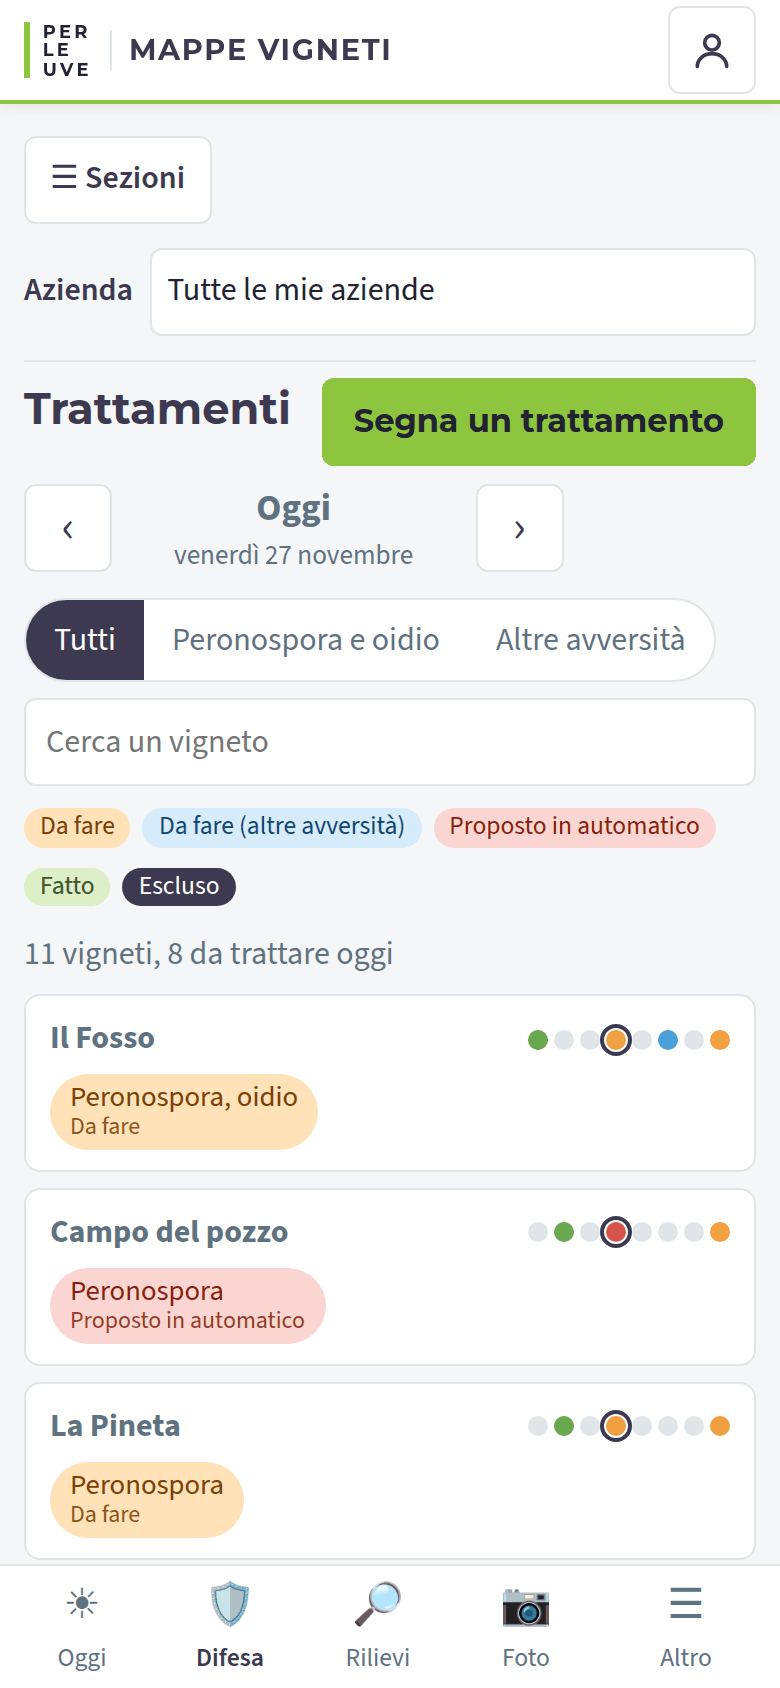 PER
LE
UVE
MAPPE VIGNETI
☰ Sezioni
Azienda
Tutte le mie aziende
Trattamenti
Segna un trattamento
‹
Oggi
venerdì 27 novembre
›
Tutti
Peronospora e oidio
Altre avversità
Cerca un vigneto
Da fare
Da fare (altre avversità)
Proposto in automatico
Fatto
Escluso
11 vigneti, 8 da trattare oggi
Il Fosso
Peronospora, oidio
Da fare
Campo del pozzo
Peronospora
Proposto in automatico
La Pineta
Peronospora
Da fare
Oggi
Difesa
Rilievi
Foto
Altro